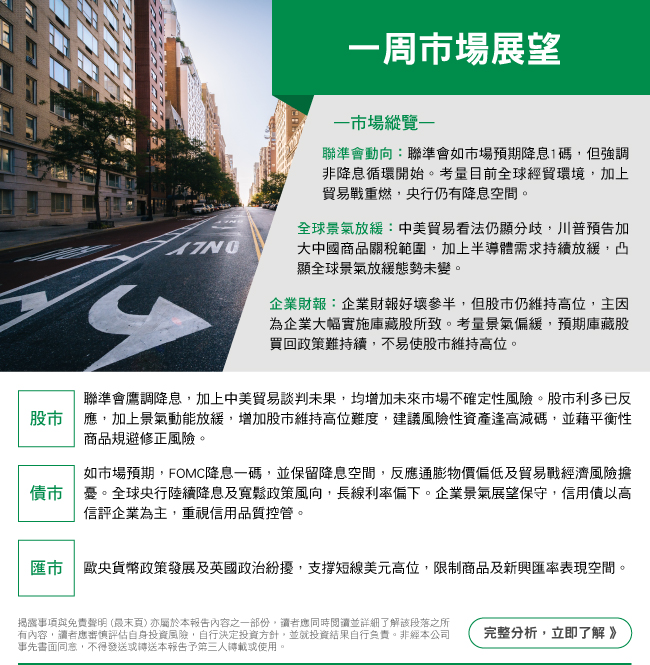 一周市場展望
—市場縱覽—
聯準會動向：聯準會如市場預期降息1碼，但強調
非降息循環開始。考量目前全球經貿環境，加上
貿易戰重燃，央行仍有降息空間。
全球景氣放緩：中美貿易看法仍顯分歧，川普預告加
大中國商品關稅範圍，加上半導體需求持續放緩，凸
顯全球景氣放緩態勢未變。
企業財報：企業財報好壞參半，但股市仍維持高位，主因
為企業大幅實施庫藏股所致。考量景氣偏緩，預期庫藏股
買回政策難持續，不易使股市維持高位。
ONLY
股市
聯準會鷹調降息，加上中美貿易談判未果，均增加未來市場不確定性風險。股市利多已反
應，加上景氣動能放緩，增加股市維持高位難度，建議風險性資產逢高減碼，並藉平衡性
商品規避修正風險。
債市
如市場預期，FOMC降息一碼，並保留降息空間，反應通膨物價偏低及貿易戰經濟風險擔
憂。全球央行陸續降息及寬鬆政策風向，長線利率偏下。企業景氣展望保守，信用債以高
信評企業為主，重視信用品質控管。
匯市
歐央貨幣政策發展及英國政治紛擾，支撐短線美元高位，限制商品及新興匯率表現空間。
揭露事項與免責聲明 (最末頁) 亦屬於本報告內容之一部份，讀者應同時閱讀並詳細了解該段落之所
有內容，讀者應審慎評估自身投資風險，自行決定投資方針，並就投資結果自行負責。非經本公司
事先書面同意，不得發送或轉送本報告予第三人轉載或使用。
完整分析，立即了解 》